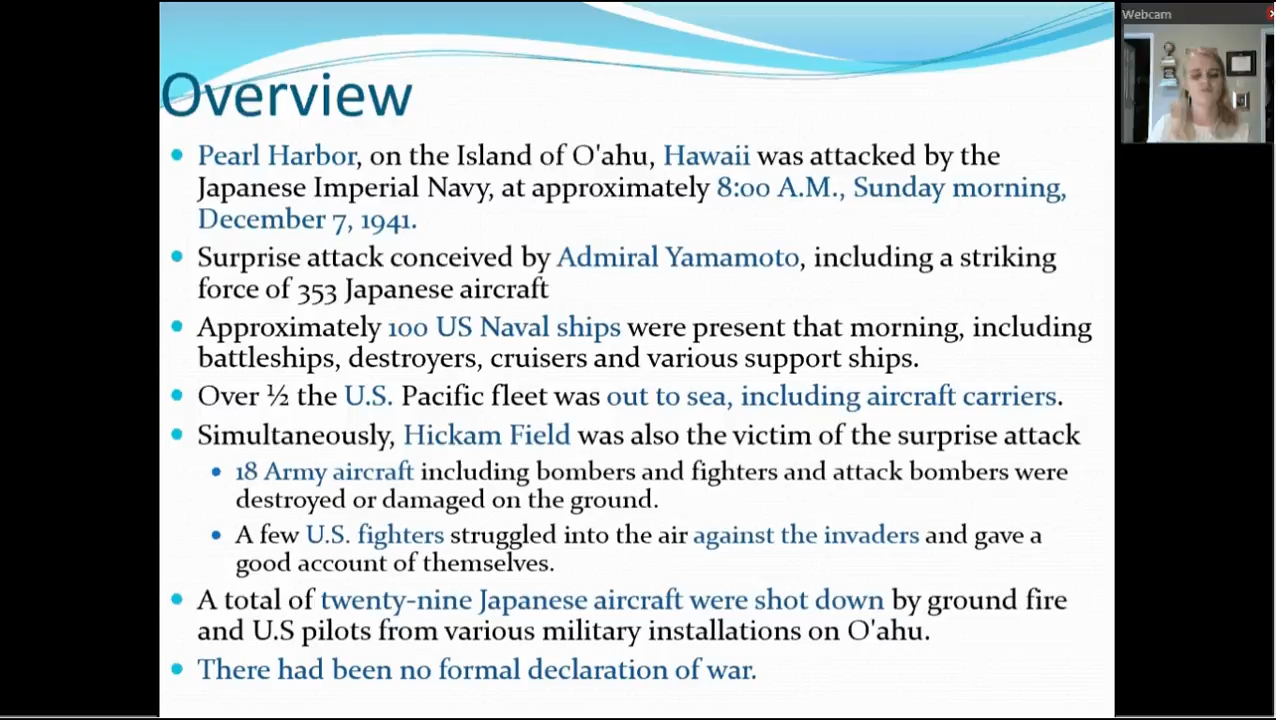 Webcam
Overview
Pearl Harbor, on the Island of O'ahu, Hawaii was attacked by the
Japanese Imperial Navy, at approximately 8:00 A.M., Sunday morning,
December 7, 1941.
Surprise attack conceived by Admiral Yamamoto, including a striking
force of 353 Japanese aircraft
Approximately 100 US Naval ships were present that morning, including
battleships, destroyers, cruisers and various support ships.
Over ½ the U.S. Pacific fleet was out to sea, including aircraft carriers.
Simultaneously, Hickam Field was also the victim of the surprise attack
18 Army aircraft including bombers and fighters and attack bombers were
destroyed or damaged on the ground.
A few U.S. fighters struggled into the air against the invaders and gave a
good account of themselves.
A total of twenty-nine Japanese aircraft were shot down by ground fire
and U.S pilots from various military installations on O'ahu.
There had been no formal declaration of war.